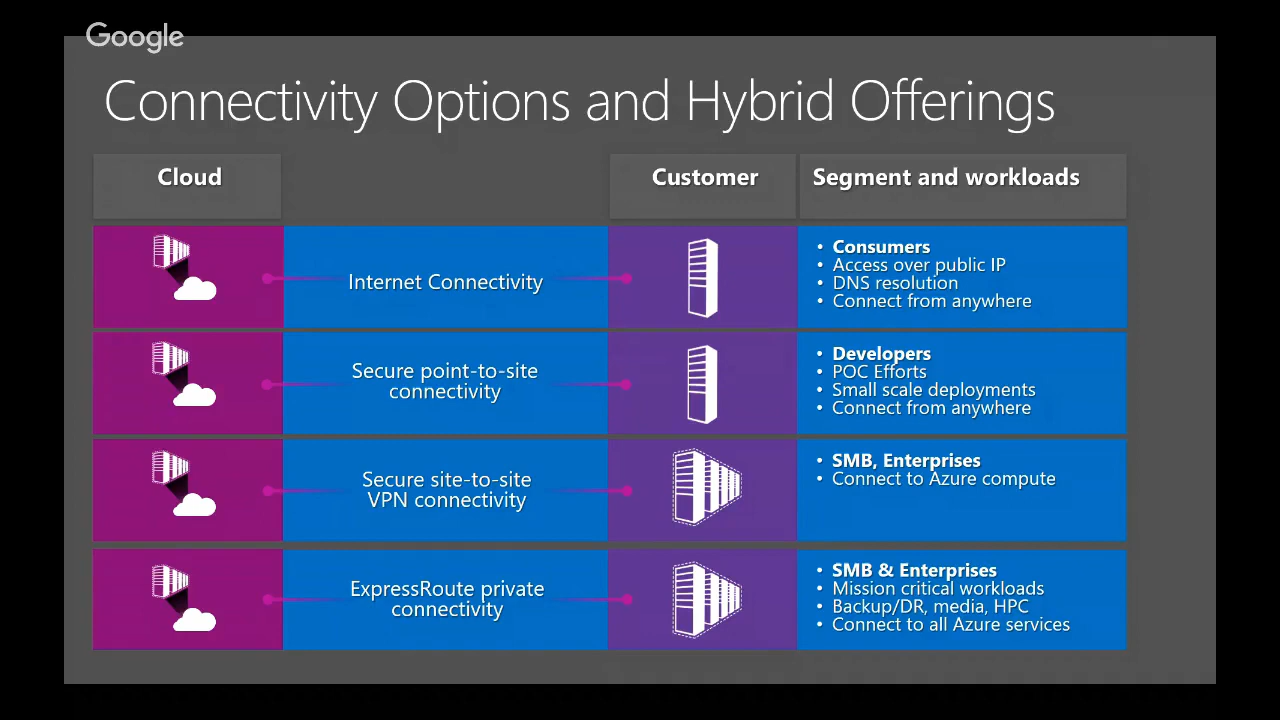 Google
Connectivity Options and Hybrid Offerings
Cloud
Customer
Segment and workloads
Internet Connectivity
• Consumers
• Access over public IP
• DNS resolution
• Connect from anywhere
Secure point-to-site
connectivity
• Developers
• POC Efforts
• Small scale deployments
• Connect from anywhere
Secure site-to-site
VPN connectivity
• SMB, Enterprises
• Connect to Azure compute
ExpressRoute private
connectivity
• SMB & Enterprises
• Mission critical workloads
• Backup/DR, media, HPC
• Connect to all Azure services